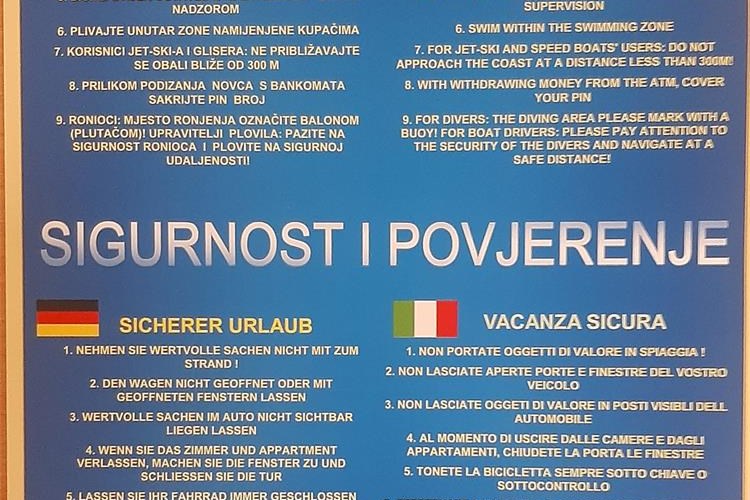 NADZOROM
6. PLIVAJTE UNUTAR ZONE NAMIJENJENE KUPAČIMA
7. KORISNICI JET-SKI-A I GLISERA: NE PRIBLIŽAVAJTE
SE OBALI BLIŽE OD 300 M
8. PRILIKOM PODIZANJA NOVCA S BANKOMATA
SAKRIJTE PIN BROJ
9. RONIOCI: MJESTO RONJENJA OZNAČITE BALONOM
(PLUTAČOM)! UPRAVITELJI PLOVILA: PAZITE NA
SIGURNOST RONIOCA I PLOVITE NA SIGURNOJ
UDALJENOSTI!
SUPERVISION
6. SWIM WITHIN THE SWIMMING ZONE
7. FOR JET-SKI AND SPEED BOATS' USERS: DO NOT
APPROACH THE COAST AT A DISTANCE LESS THAN 300M!
8. WITH WITHDRAWING MONEY FROM THE ATM, COVER
YOUR PIN
9. FOR DIVERS: THE DIVING AREA PLEASE MARK WITH A
BUOY! FOR BOAT DRIVERS: PLEASE PAY ATTENTION TO
THE SECURITY OF THE DIVERS AND NAVIGATE AT A
SAFE DISTANCE!
SIGURNOST I POVJERENJE
SICHERER URLAUB
1. NEHMEN SIE WERTVOLLE SACHEN NICHT MIT ZUM
STRAND !
2. DEN WAGEN NICHT GEOFFNET ODER MIT
GEOFFNETEN FENSTERN LASSEN
3. WERTVOLLE SACHEN IM AUTO NICHT SICHTBAR
LIEGEN LASSEN
4. WENN SIE DAS ZIMMER UND APPARTMENT
VERLASSEN, MACHEN SIE DIE FENSTER ZU UND
SCHLIESSEN SIE DIE TUR
5. LASSEN SIE IHR FAHRRAD IMMER GESCHLOSSEN
VACANZA SICURA
1. NON PORTATE OGGETTI DI VALORE IN SPIAGGIA !
2. NON LASCIATE APERTE PORTE E FINESTRE DEL VOSTRO
VEICOLO
3. NON LASCIATE OGGETI DI VALORE IN POSTI VISIBLI DELL
AUTOMOBILE
4. AL MOMENTO DI USCIRE DALLE CAMERE E DAGLI
APPARTAMENTI, CHIUDETE LA PORTA LE FINESTRE
5. TONETE LA BICICLETTA SEMPRE SOTTO CHIAVE O
SOTTOCONTROLLO